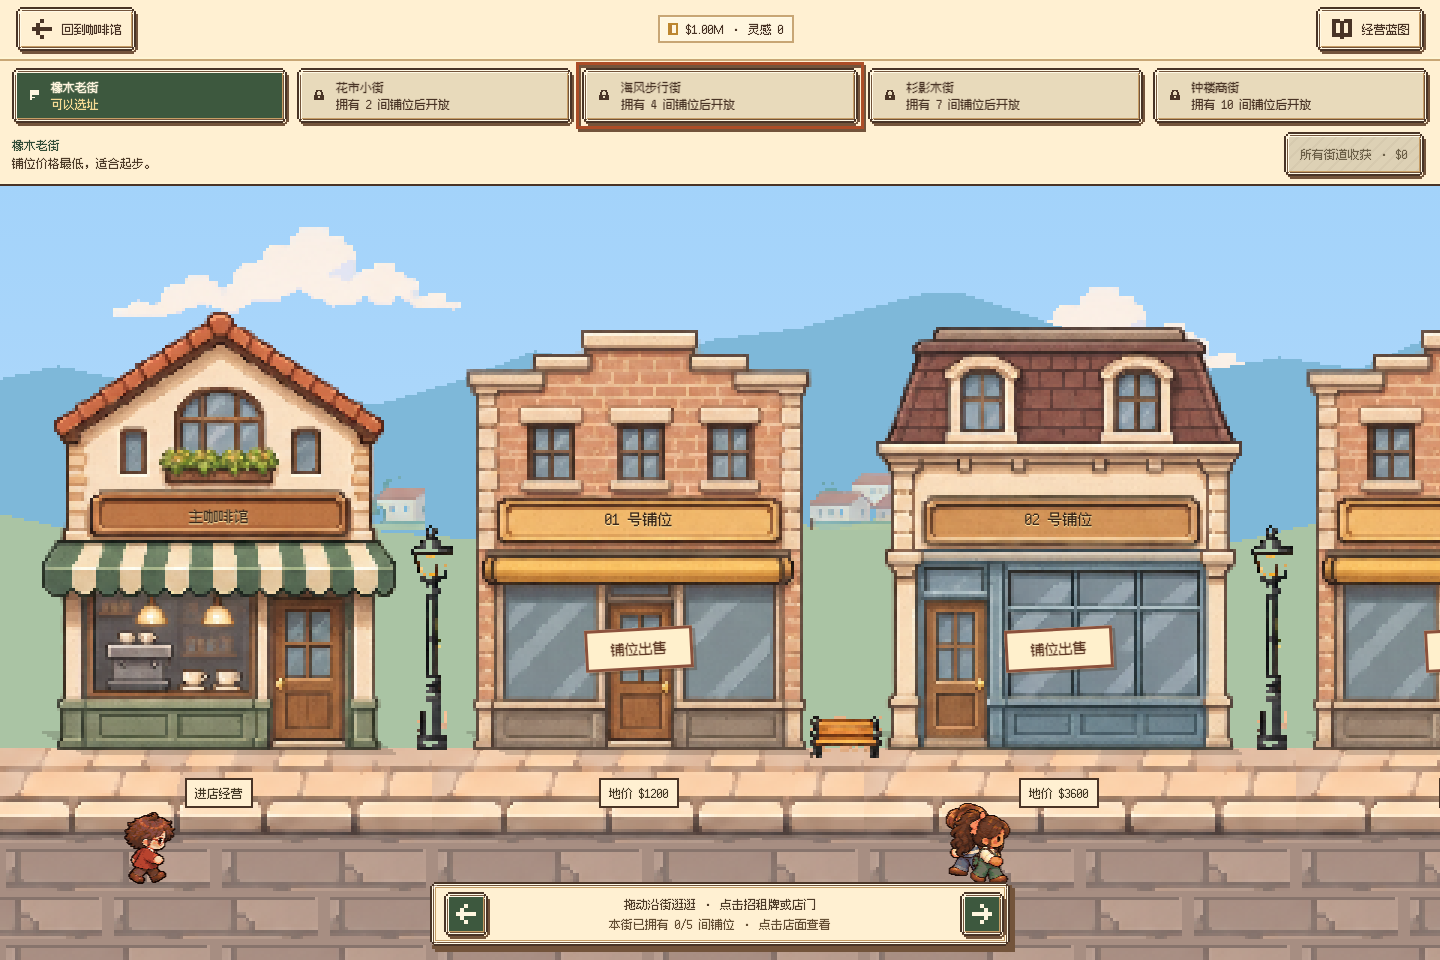 回到咖啡馆
$1.00M · 灵感 0
经营蓝图
橡木老街
可以选址
花市小街
拥有 2 间铺位后开放
海风步行街
拥有 4 间铺位后开放
杉影木街
拥有 7 间铺位后开放
钟楼商街
拥有 10 间铺位后开放
橡木老街
铺位价格最低，适合起步。
所有街道收获 · $0
主咖啡馆
01 号铺位
02 号铺位
铺位出售
铺位出售
进店经营
地价 $1200
地价 $3600
拖动沿街逛逛 · 点击招租牌或店门
本街已拥有 0/5 间铺位 · 点击店面查看